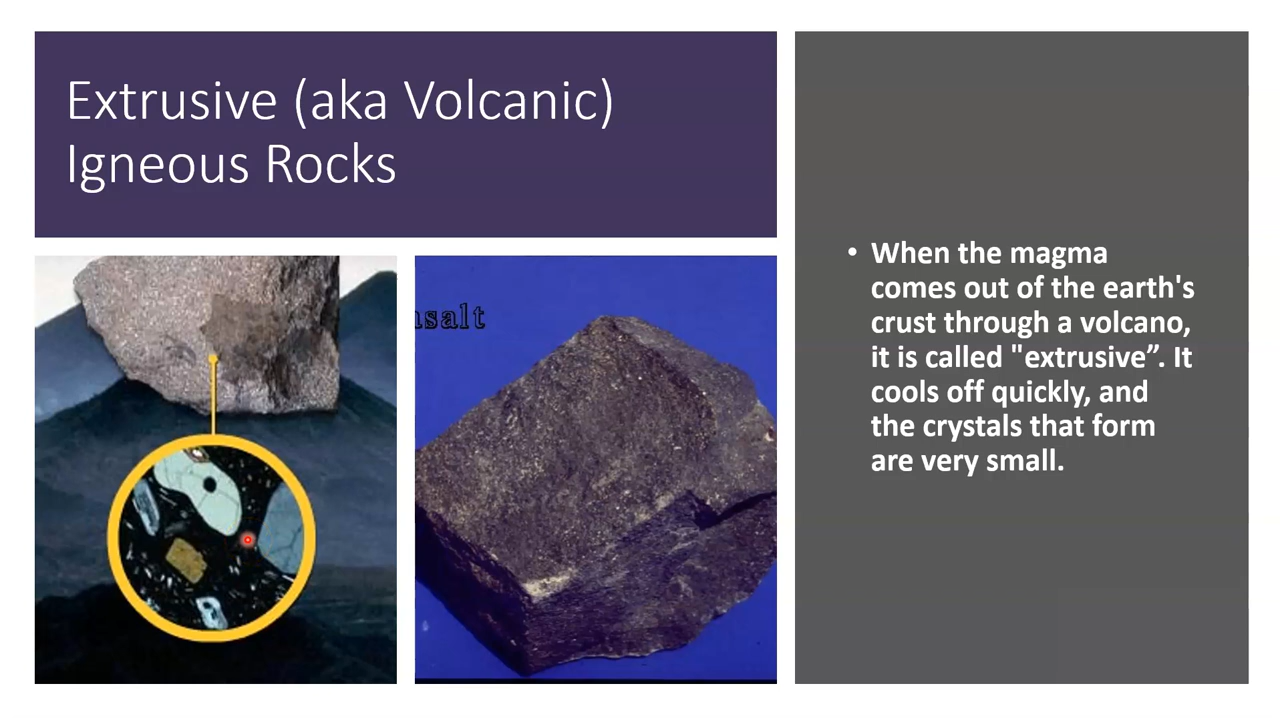 Extrusive (aka Volcanic)
Igneous Rocks
asalt
• When the magma
comes out of the earth's
crust through a volcano,
it is called "extrusive”. It
cools off quickly, and
the crystals that form
are very small.